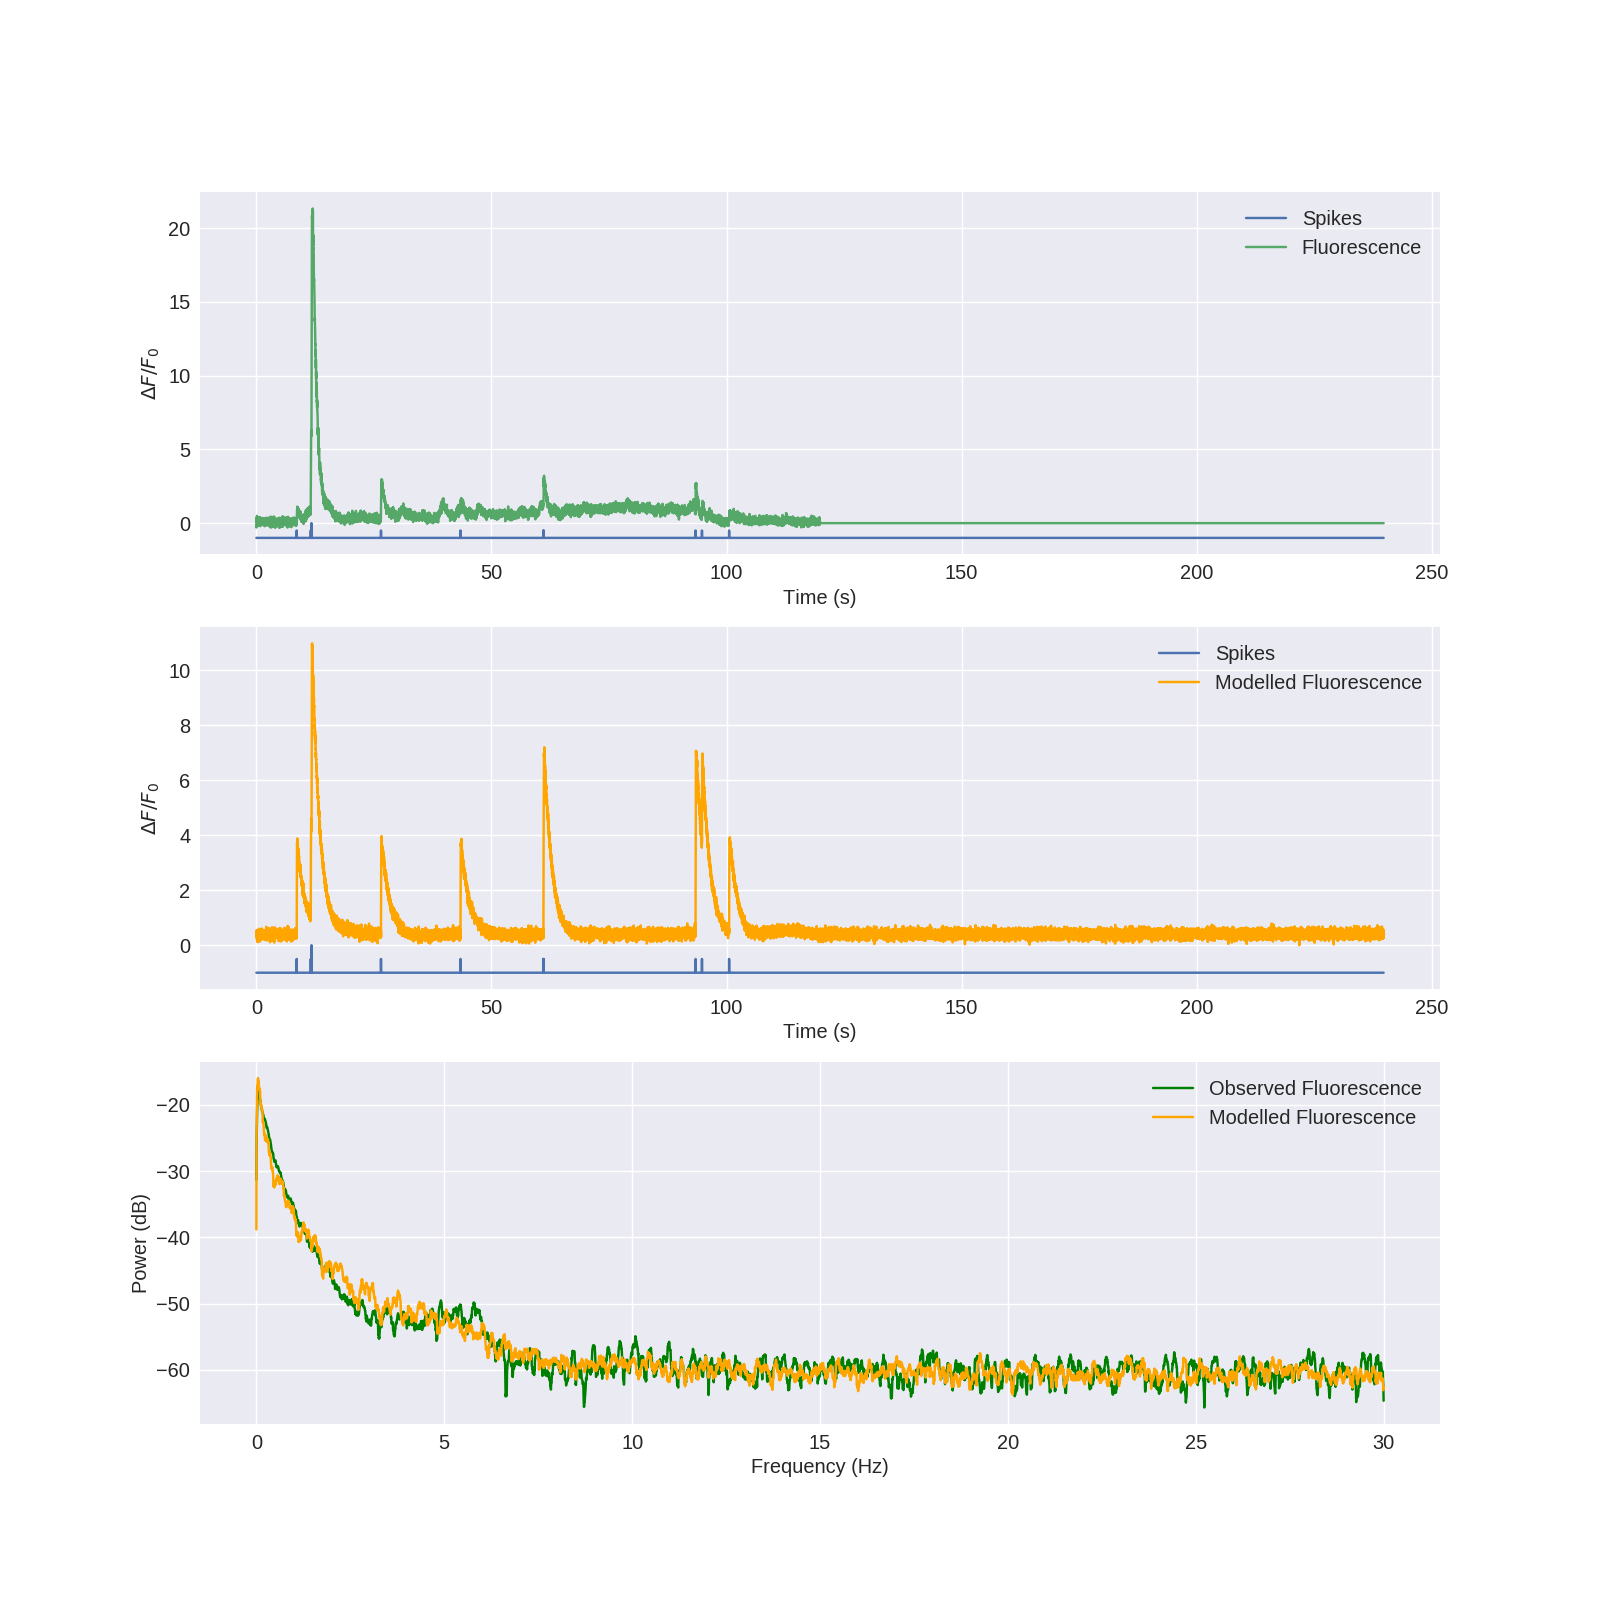 Spikes
Fluorescence
20
15
10
5
0
ΔF/F₀
0 50 100 150 200 250
Time (s)
Spikes
Modelled Fluorescence
10
8
6
4
2
0
ΔF/F₀
0 50 100 150 200 250
Time (s)
Observed Fluorescence
Modelled Fluorescence
−20
−30
−40
−50
−60
Power (dB)
0 5 10 15 20 25 30
Frequency (Hz)